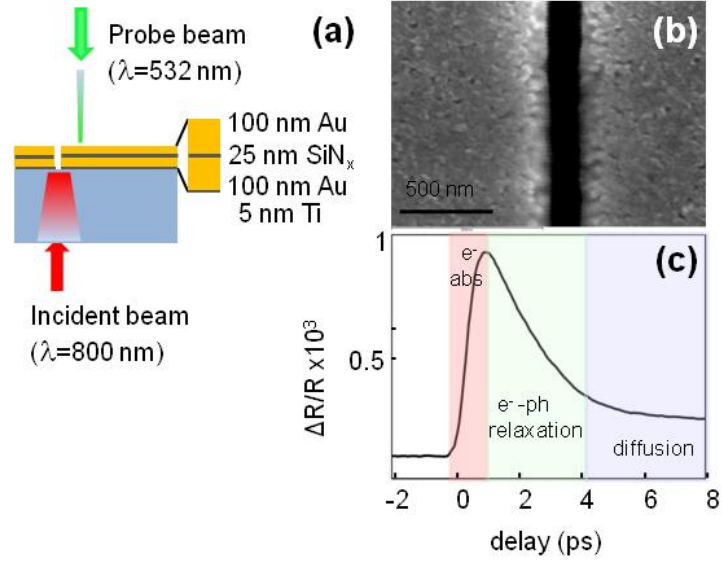 (a)
Probe beam
(λ=532 nm)
100 nm Au
25 nm SiNₓ
100 nm Au
5 nm Ti
Incident beam
(λ=800 nm)
(b)
500 nm
(c)
1
0.5
ΔR/R x10³
e⁻
abs
e⁻-ph
relaxation
diffusion
-2 0 2 4 6 8
delay (ps)